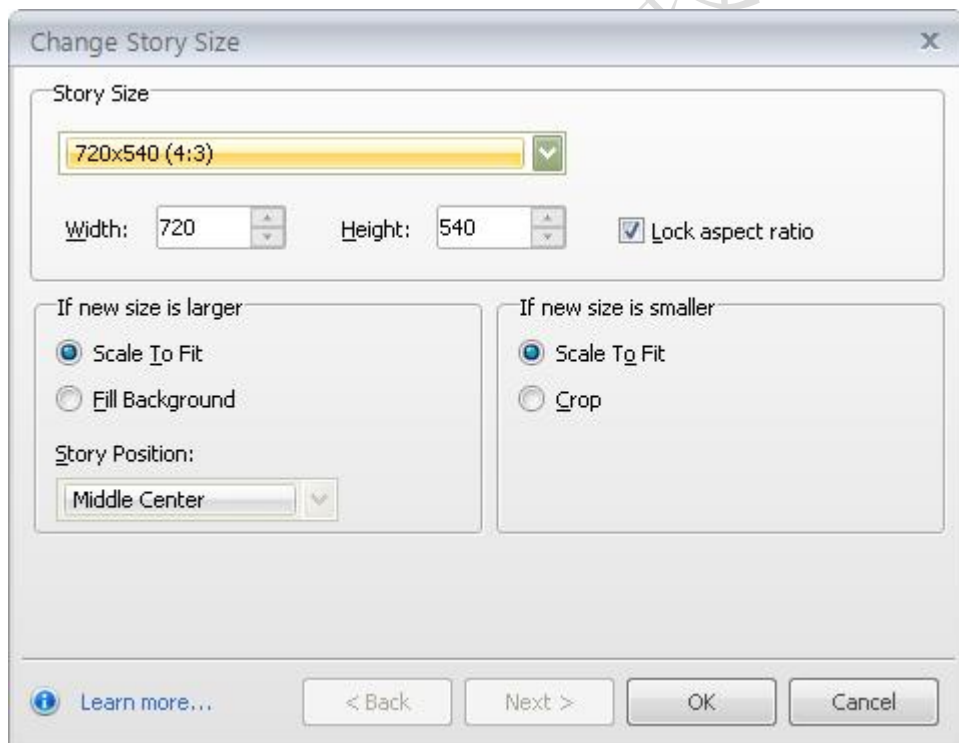 Change Story Size
Story Size
720x540 (4:3)
Width: 720 Height: 540 Lock aspect ratio
If new size is larger
Scale To Fit
Fill Background
Story Position:
Middle Center
If new size is smaller
Scale To Fit
Crop
Learn more... < Back Next > OK Cancel